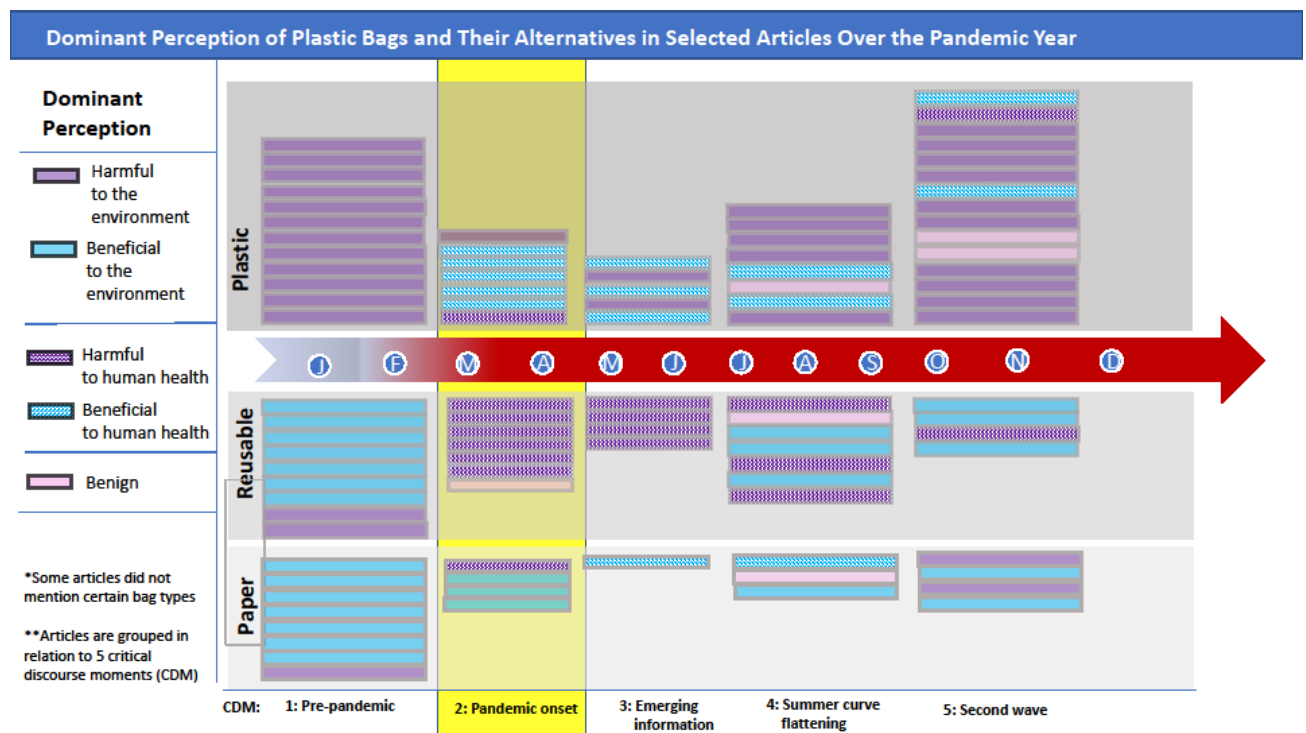 Dominant Perception of Plastic Bags and Their Alternatives in Selected Articles Over the Pandemic Year
Dominant
Perception
Harmful
to the
environment
Beneficial
to the
environment
Harmful
to human health
Beneficial
to human health
Benign
*Some articles did not
mention certain bag types
**Articles are grouped in
relation to 5 critical
discourse moments (CDM)
Plastic
J F M A M J J A S O N D
Reusable
Paper
CDM:
1: Pre-pandemic
2: Pandemic onset
3: Emerging
information
4: Summer curve
flattening
5: Second wave